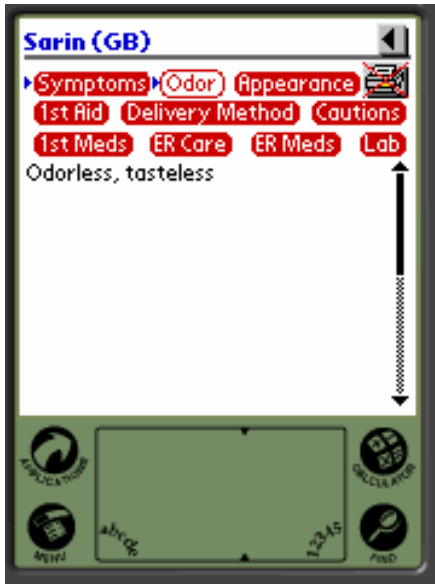 Sarin (GB)
Symptoms Odor Appearance
1st Aid Delivery Method Cautions
1st Meds ER Care ER Meds Lab
Odorless, tasteless
APPLICATIONS
CALCULATOR
MENU
abcde
12345
FIND